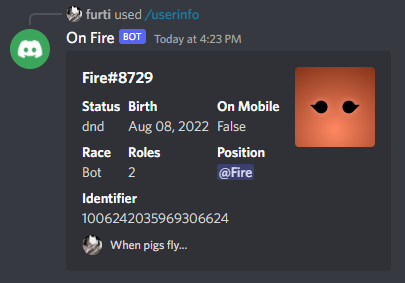 furti used /userinfo
On Fire BOT Today at 4:23 PM
Fire#8729
Status Birth On Mobile
dnd Aug 08, 2022 False
Race Roles Position
Bot 2 @Fire
Identifier
1006242035969306624
When pigs fly...